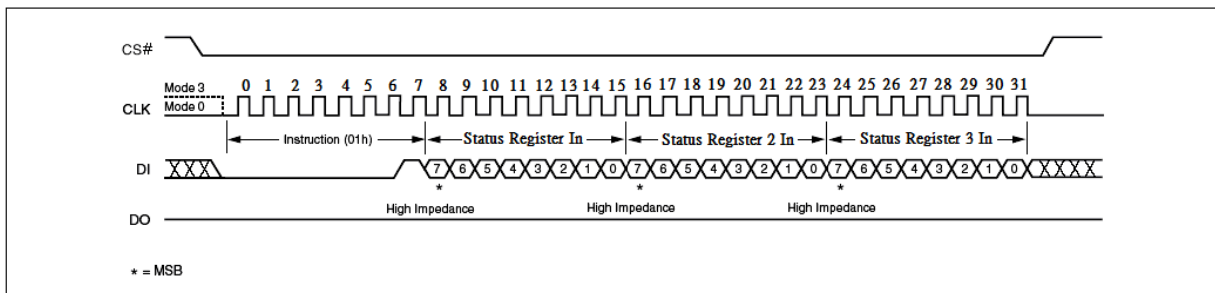 CS#
Mode 3
0 1 2 3 4 5 6 7 8 9 10 11 12 13 14 15 16 17 18 19 20 21 22 23 24 25 26 27 28 29 30 31
CLK
Mode 0
Instruction (01h) Status Register In Status Register 2 In Status Register 3 In
DI 7 6 5 4 3 2 1 0 7 6 5 4 3 2 1 0 7 6 5 4 3 2 1 0
* * *
High Impedance High Impedance High Impedance
DO
* = MSB